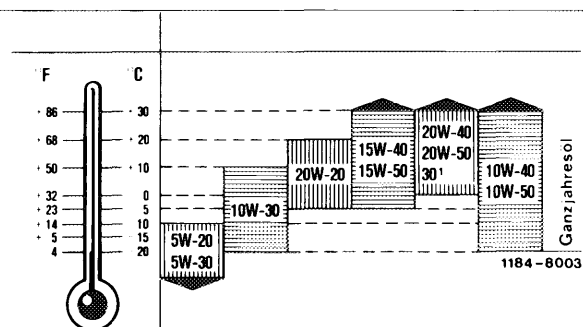 °F °C
+ 86 + 30
+ 68 + 20
+ 50 + 10
+ 32 0
+ 23 5
+ 14 10
+ 5 15
4 20
5W-20
5W-30
10W-30
20W-20
15W-40
15W-50
20W-40
20W-50
30¹
10W-40
10W-50
Ganzjahresöl
1184-8003